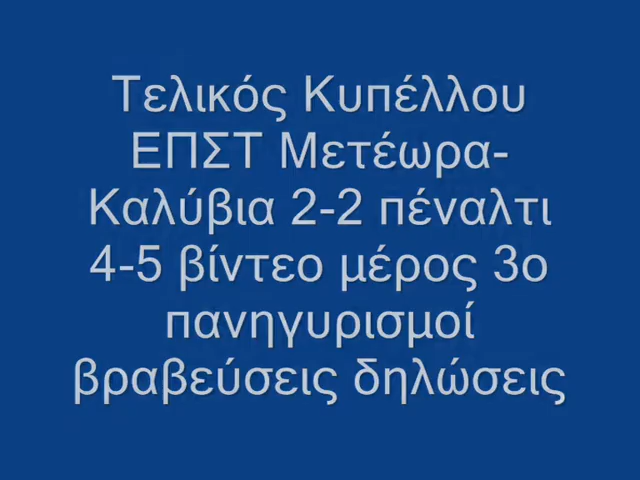 Τελικός Κυπέλλου
ΕΠΣΤ Μετέωρα-
Καλύβια 2-2 πέναλτι
4-5 βίντεο μέρος 3ο
πανηγυρισμοί
βραβεύσεις δηλώσεις